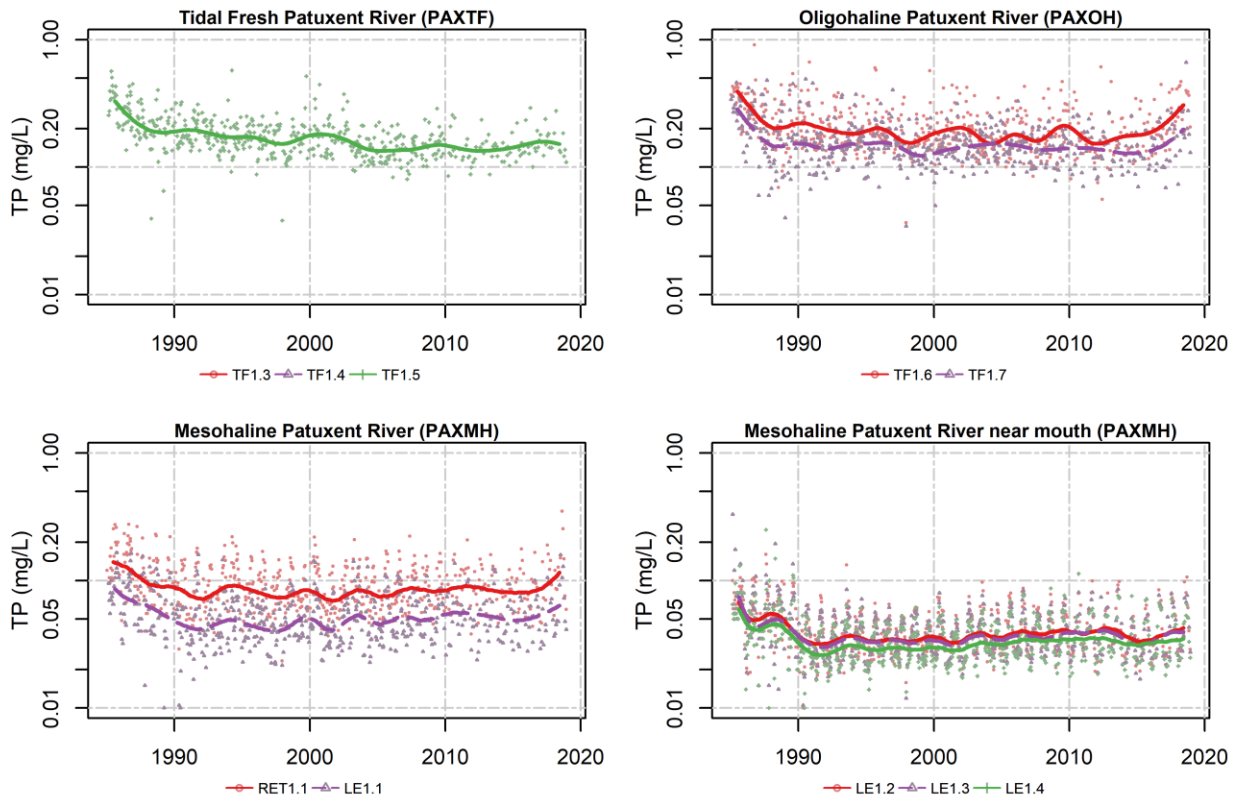 Tidal Fresh Patuxent River (PAXTF)
TP (mg/L)
1.00
0.20
0.05
0.01
1990 2000 2010 2020
TF1.3 TF1.4 TF1.5
Oligohaline Patuxent River (PAXOH)
TP (mg/L)
1.00
0.20
0.05
0.01
1990 2000 2010 2020
TF1.6 TF1.7
Mesohaline Patuxent River (PAXMH)
TP (mg/L)
1.00
0.20
0.05
0.01
1990 2000 2010 2020
RET1.1 LE1.1
Mesohaline Patuxent River near mouth (PAXMH)
TP (mg/L)
1.00
0.20
0.05
0.01
1990 2000 2010 2020
LE1.2 LE1.3 LE1.4